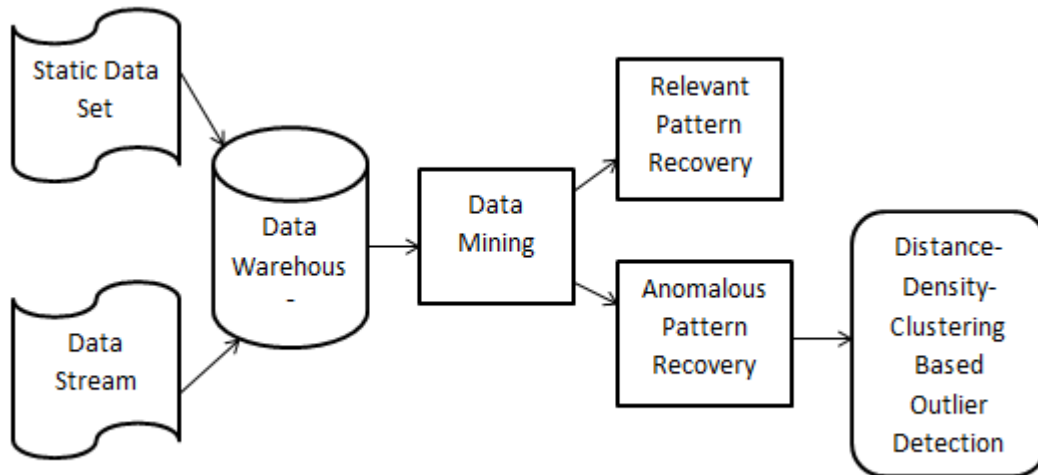 Static Data
Set
Data
Stream
Data
Warehous
-
Data
Mining
Relevant
Pattern
Recovery
Anomalous
Pattern
Recovery
Distance-
Density-
Clustering
Based
Outlier
Detection